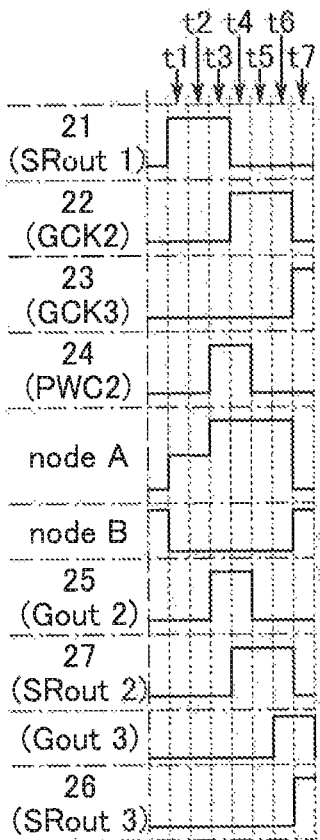 t2 t4 t6
t1 t3 t5 t7
21
(SRout 1)
22
(GCK2)
23
(GCK3)
24
(PWC2)
node A
node B
25
(Gout 2)
27
(SRout 2)
(Gout 3)
26
(SRout 3)